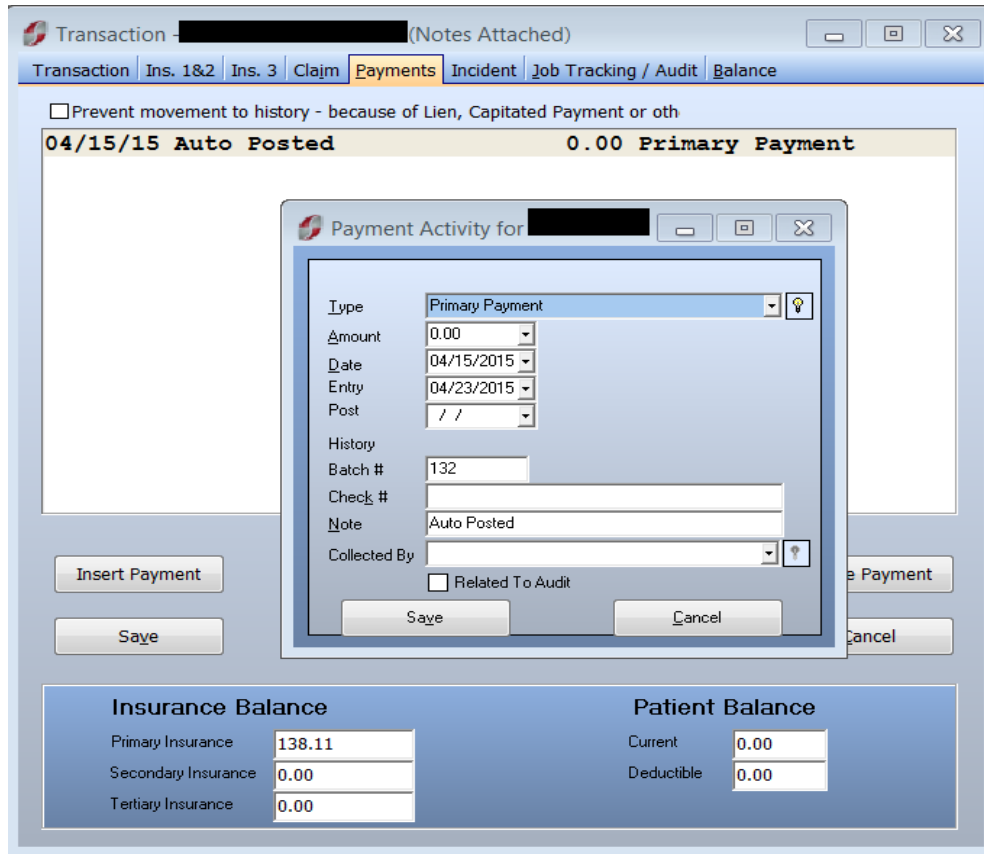 Transaction - (Notes Attached)
Transaction Ins. 1&2 Ins. 3 Claim Payments Incident Job Tracking / Audit Balance
Prevent movement to history - because of Lien, Capitated Payment or oth
04/15/15 Auto Posted 0.00 Primary Payment
Payment Activity for
Type Primary Payment
Amount 0.00
Date 04/15/2015
Entry 04/23/2015
Post / /
History
Batch # 132
Check #
Note Auto Posted
Collected By
Related To Audit
Save Cancel
Insert Payment e Payment
Save Cancel
Insurance Balance Patient Balance
Primary Insurance 138.11 Current 0.00
Secondary Insurance 0.00 Deductible 0.00
Tertiary Insurance 0.00